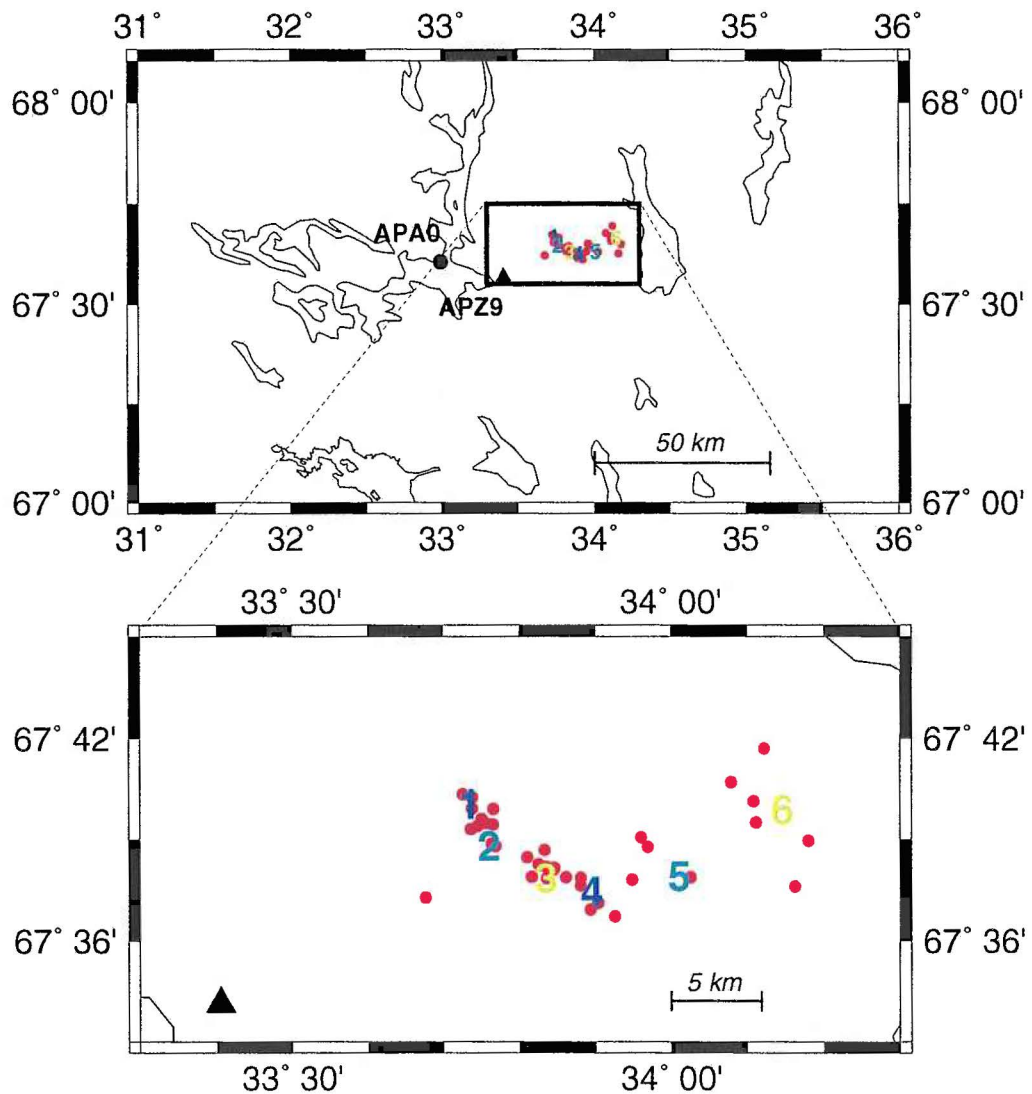 31° 32° 33° 34° 35° 36°
68° 00' 68° 00'
APA0
67° 30' 67° 30'
APZ9
50 km
67° 00' 67° 00'
31° 32° 33° 34° 35° 36°
33° 30' 34° 00'
67° 42' 67° 42'
1
6
2
3 4 5
67° 36' 67° 36'
5 km
33° 30' 34° 00'